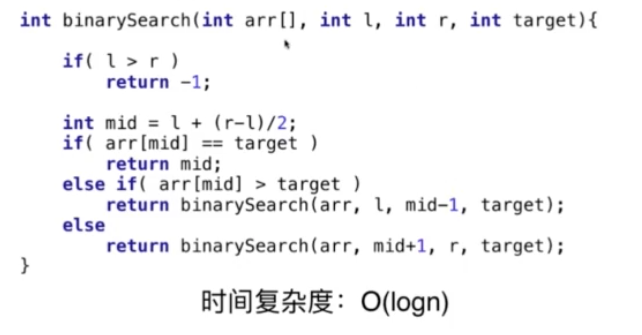 int binarySearch(int arr[], int l, int r, int target){
if( l > r )
return -1;
int mid = l + (r-l)/2;
if( arr[mid] == target )
return mid;
else if( arr[mid] > target )
return binarySearch(arr, l, mid-1, target);
else
return binarySearch(arr, mid+1, r, target);
}
时间复杂度：O(logn)